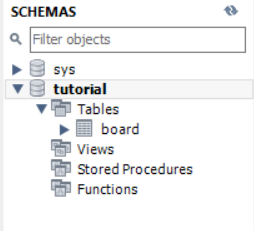 SCHEMAS
Filter objects
sys
tutorial
Tables
board
Views
Stored Procedures
Functions